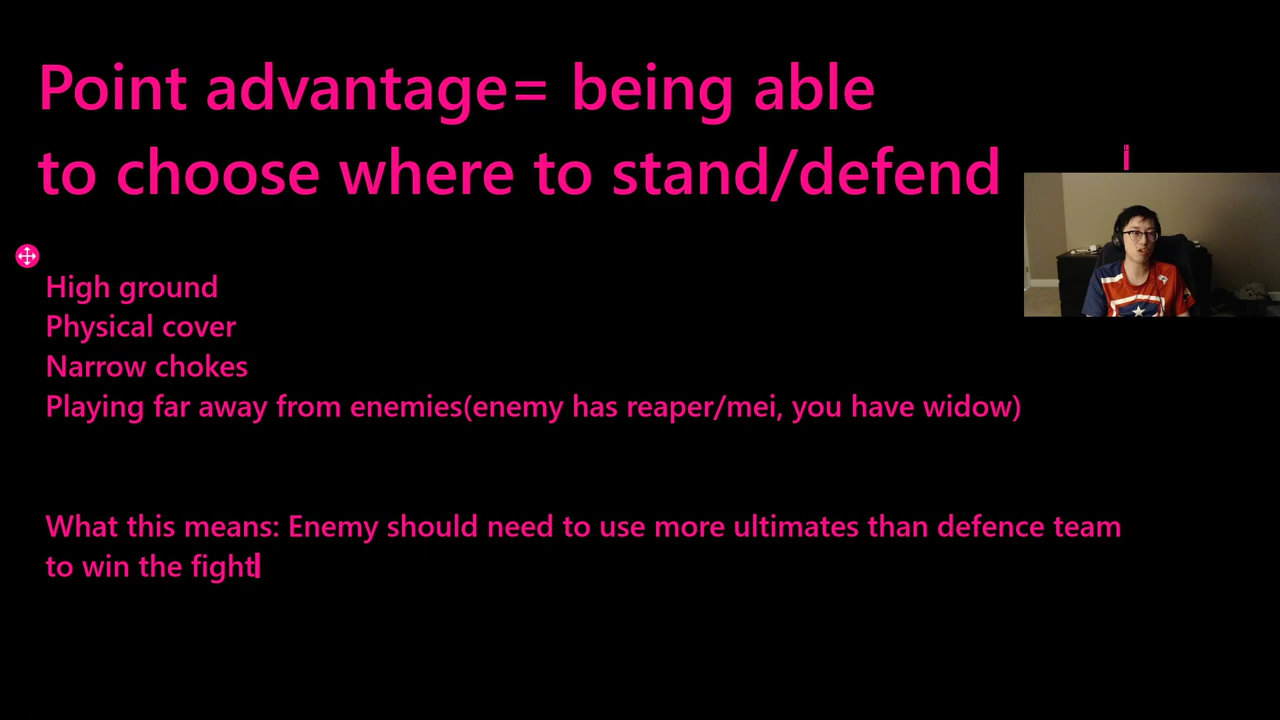 Point advantage= being able
to choose where to stand/defend
High ground
Physical cover
Narrow chokes
Playing far away from enemies(enemy has reaper/mei, you have widow)
What this means: Enemy should need to use more ultimates than defence team
to win the fight